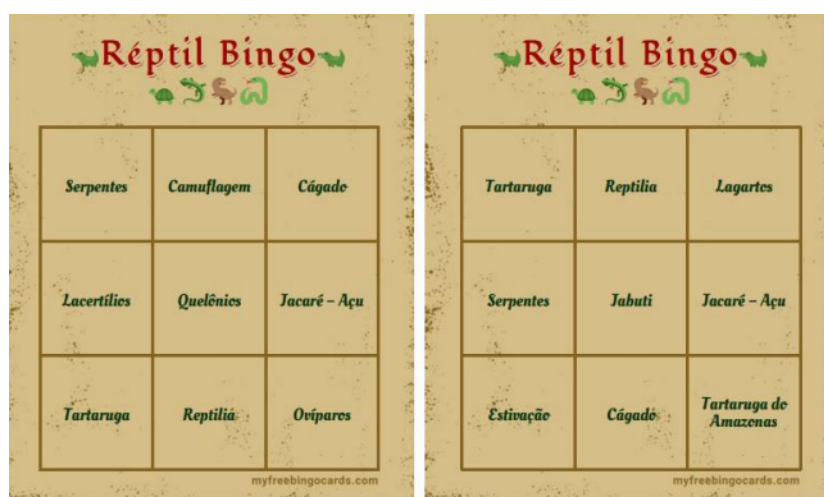 Réptil Bingo
Serpentes
Camuflagem
Cágado
Lacertílios
Quelônios
Jacaré – Açu
Tartaruga
Reptilia
Ovíparos
myfreebingocards.com
Réptil Bingo
Tartaruga
Reptilia
Lagartos
Serpentes
Jabuti
Jacaré – Açu
Estivação
Cágado
Tartaruga do
Amazonas
myfreebingocards.com